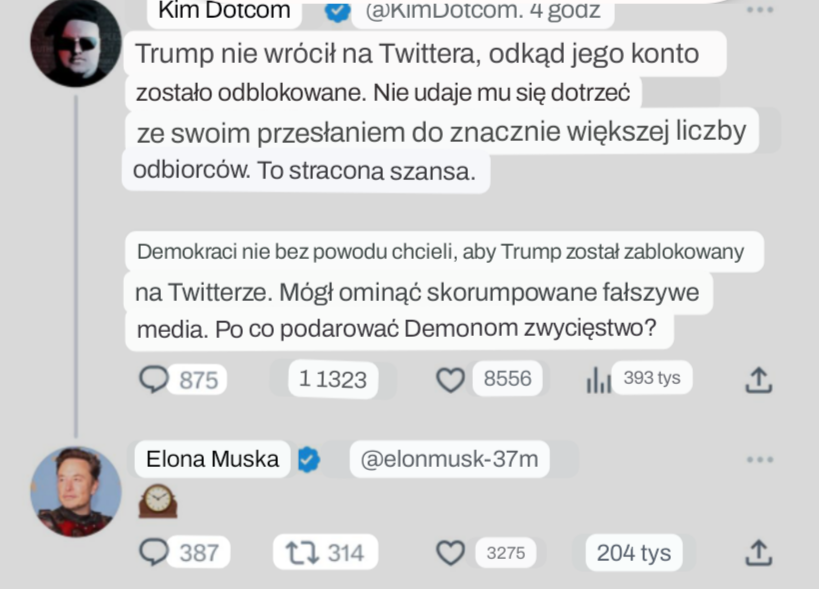 Kim Dotcom @KimDotcom. 4 godz
Trump nie wrócił na Twittera, odkąd jego konto
zostało odblokowane. Nie udaje mu się dotrzeć
ze swoim przesłaniem do znacznie większej liczby
odbiorców. To stracona szansa.
Demokraci nie bez powodu chcieli, aby Trump został zablokowany
na Twitterze. Mógł ominąć skorumpowane fałszywe
media. Po co podarować Demonom zwycięstwo?
875 1 1323 8556 393 tys
Elona Muska @elonmusk-37m
387 314 3275 204 tys